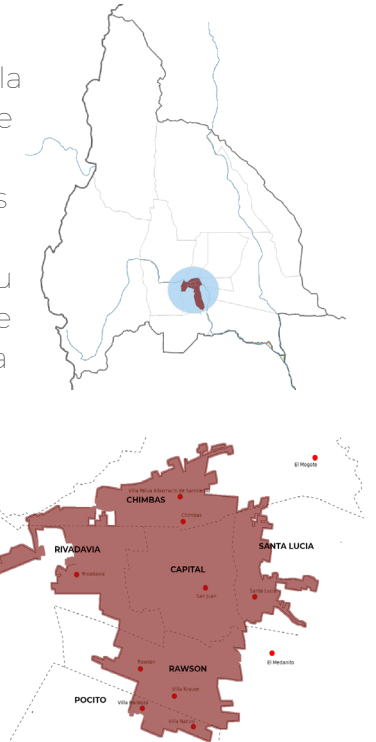 la
e
s
u
e
a
El Mogote
CHIMBAS
Chimbas
RIVADAVIA
SANTA LUCIA
Rivadavia
CAPITAL
San Juan
Santa Lucía
El Medanito
Rawson
RAWSON
Villa Krause
POCITO
Villa Nature